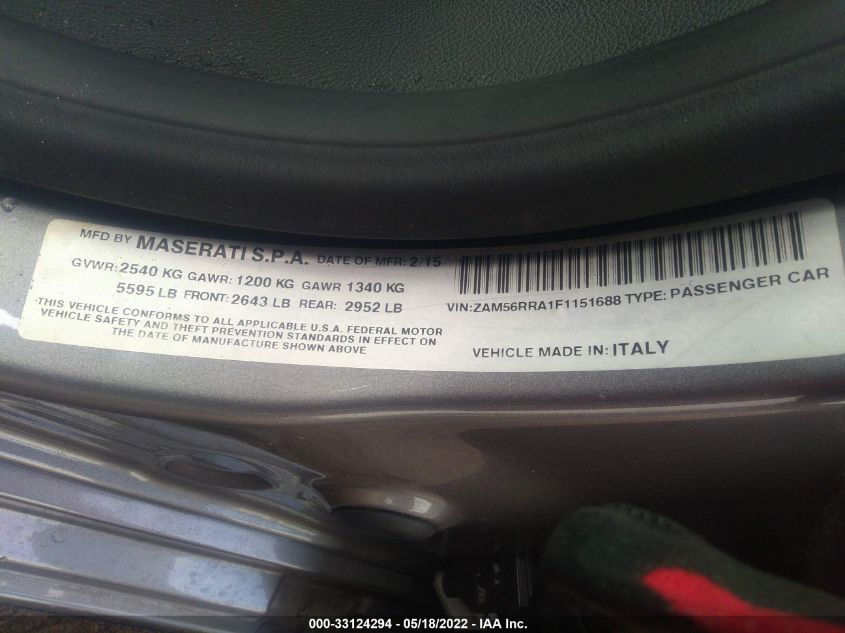 MFD BY MASERATI S.P.A. DATE OF MFR: 2/15
GVWR: 2540 KG GAWR: 1200 KG GAWR 1340 KG
5595 LB FRONT: 2643 LB REAR: 2952 LB
THIS VEHICLE CONFORMS TO ALL APPLICABLE U.S.A. FEDERAL MOTOR
VEHICLE SAFETY AND THEFT PREVENTION STANDARDS IN EFFECT ON
THE DATE OF MANUFACTURE SHOWN ABOVE
VIN: ZAM56RRA1F1151688 TYPE: PASSENGER CAR
VEHICLE MADE IN: ITALY
000-33124294 - 05/18/2022 - IAA Inc.